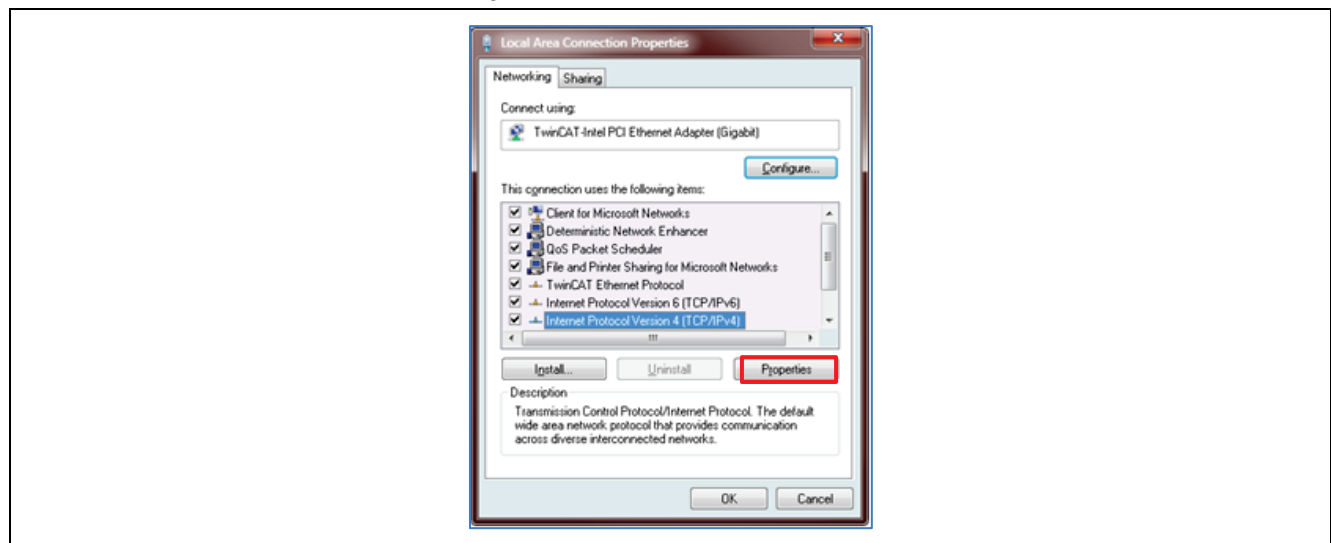 Local Area Connection Properties
Networking
Sharing
Connect using:
TwinCAT-Intel PCI Ethernet Adapter (Gigabit)
Configure...
This connection uses the following items:
Client for Microsoft Networks
Deterministic Network Enhancer
QoS Packet Scheduler
File and Printer Sharing for Microsoft Networks
TwinCAT Ethernet Protocol
Internet Protocol Version 6 (TCP/IPv6)
Internet Protocol Version 4 (TCP/IPv4)
Install...
Uninstall
Properties
Description
Transmission Control Protocol/Internet Protocol. The default
wide area network protocol that provides communication
across diverse interconnected networks.
OK
Cancel